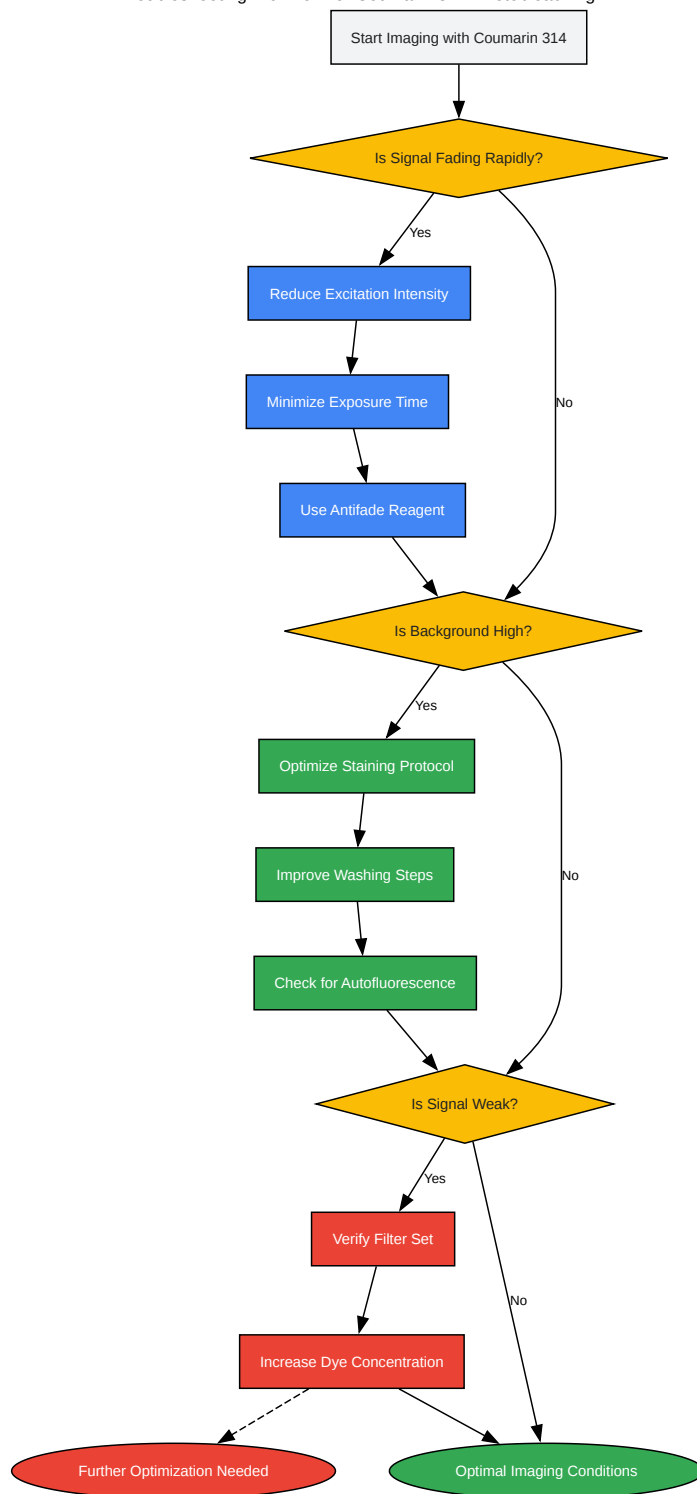 Start Imaging with Coumarin 314
Is Signal Fading Rapidly?
Yes
Reduce Excitation Intensity
Minimize Exposure Time
No
Use Antifade Reagent
Is Background High?
Yes
Optimize Staining Protocol
Improve Washing Steps
No
Check for Autofluorescence
Is Signal Weak?
Yes
Verify Filter Set
No
Increase Dye Concentration
Further Optimization Needed
Optimal Imaging Conditions